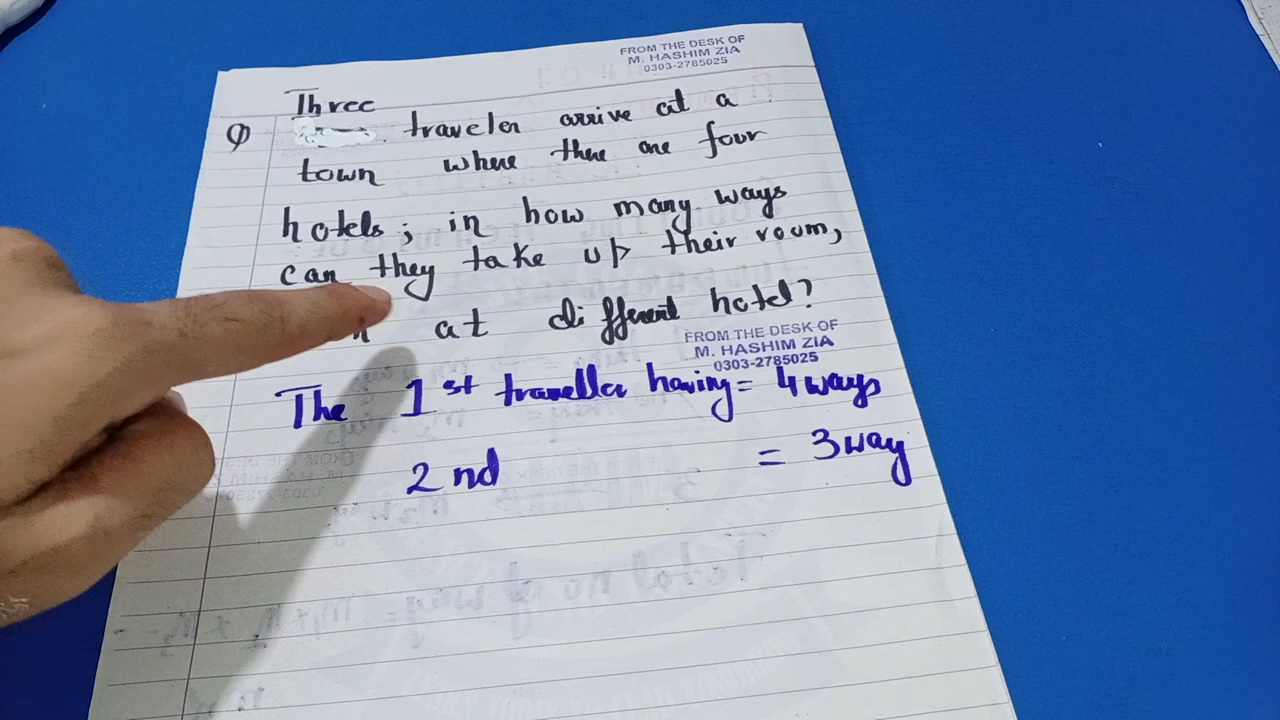 FROM THE DESK OF
M. HASHIM ZIA
0303-2785025
Three
Q traveler arrive at a
town where there are four
hotels; in how many ways
can they take up their room,
at different hotel?
FROM THE DESK OF
M. HASHIM ZIA
0303-2785025
The 1st traveller having = 4 ways
2nd = 3 way